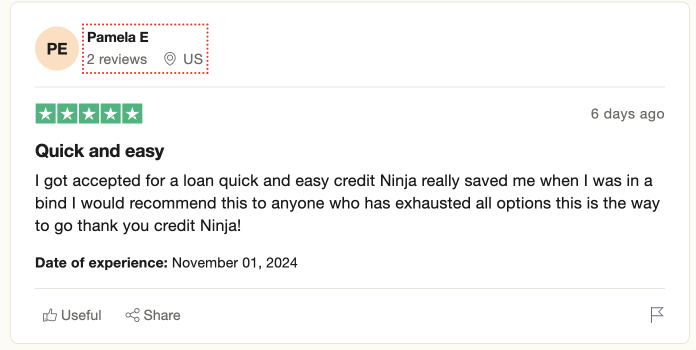 PE
Pamela E
2 reviews US
6 days ago
Quick and easy
I got accepted for a loan quick and easy credit Ninja really saved me when I was in a
bind I would recommend this to anyone who has exhausted all options this is the way
to go thank you credit Ninja!
Date of experience: November 01, 2024
Useful Share